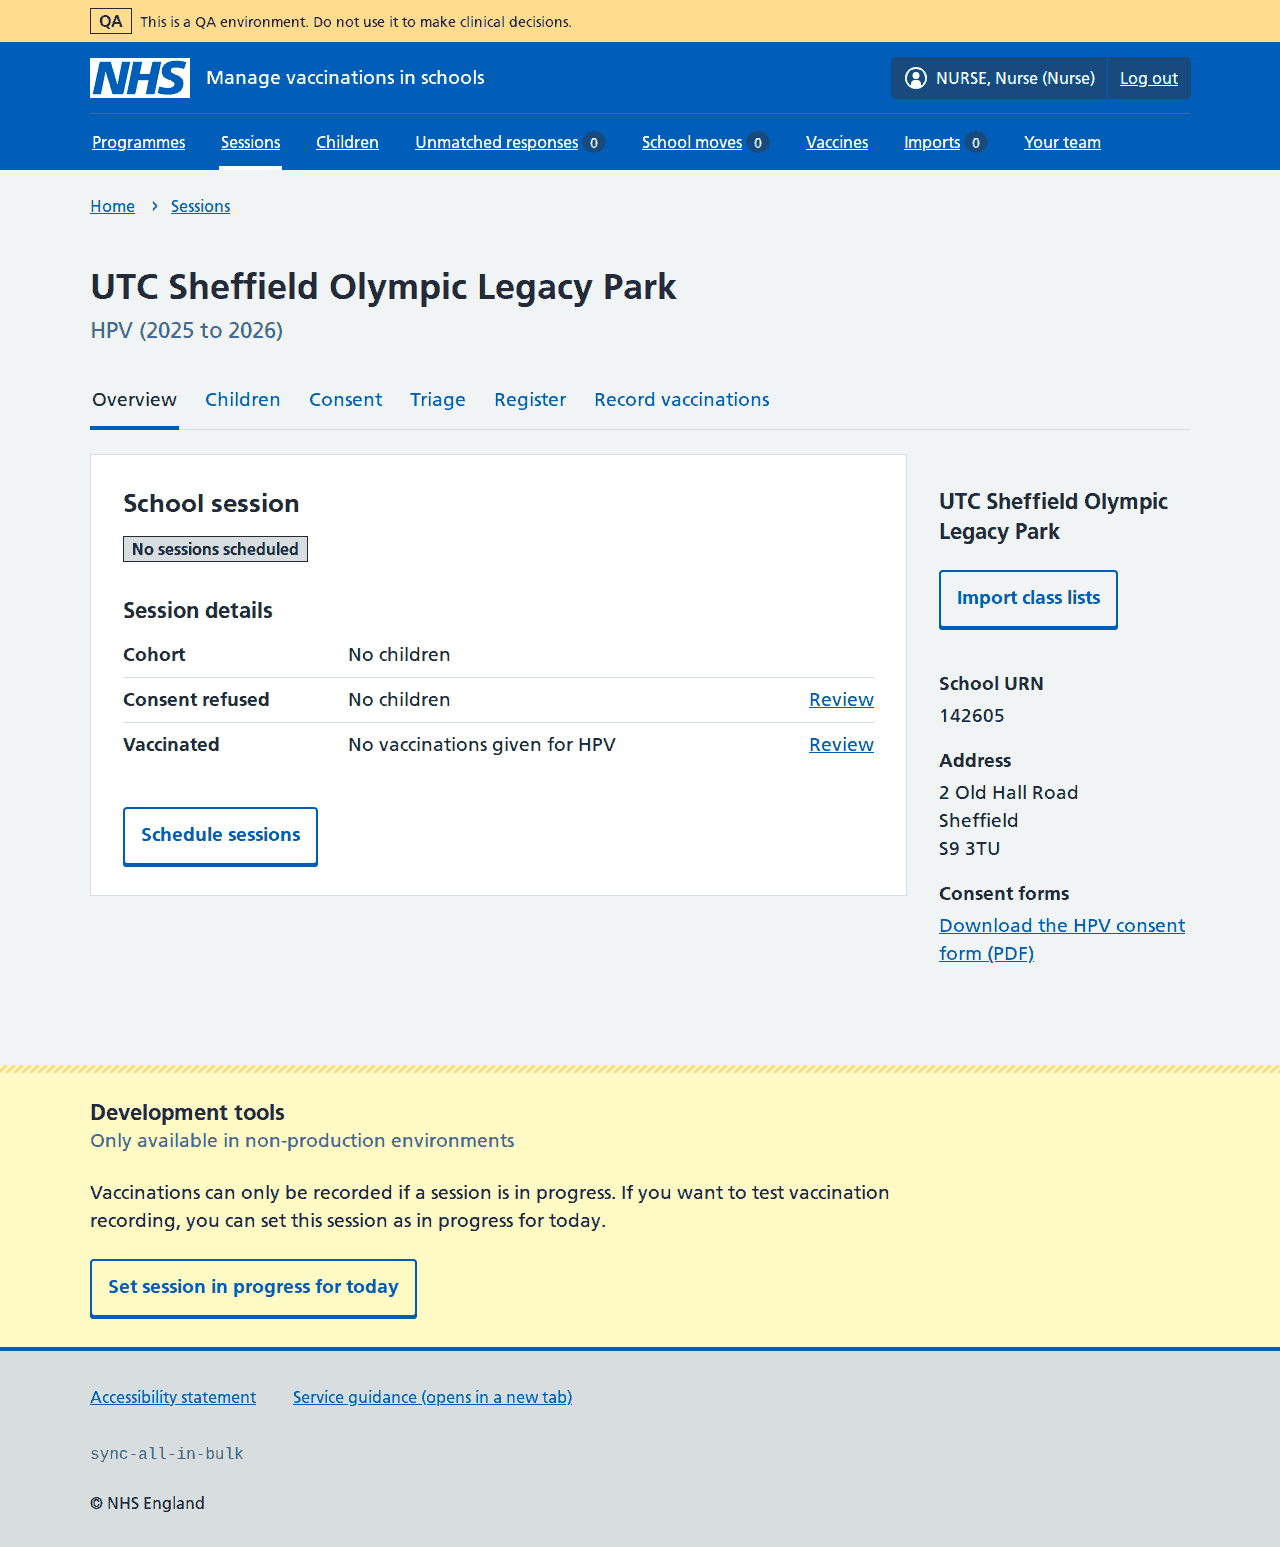 QA This is a QA environment. Do not use it to make clinical decisions.
NHS Manage vaccinations in schools NURSE, Nurse (Nurse) Log out
Programmes Sessions Children Unmatched responses 0 School moves 0 Vaccines Imports 0 Your team
Home › Sessions
UTC Sheffield Olympic Legacy Park
HPV (2025 to 2026)
Overview Children Consent Triage Register Record vaccinations
School session
No sessions scheduled
Session details
Cohort No children
Consent refused No children Review
Vaccinated No vaccinations given for HPV Review
Schedule sessions
UTC Sheffield Olympic
Legacy Park
Import class lists
School URN
142605
Address
2 Old Hall Road
Sheffield
S9 3TU
Consent forms
Download the HPV consent
form (PDF)
Development tools
Only available in non-production environments
Vaccinations can only be recorded if a session is in progress. If you want to test vaccination
recording, you can set this session as in progress for today.
Set session in progress for today
Accessibility statement Service guidance (opens in a new tab)
sync-all-in-bulk
© NHS England